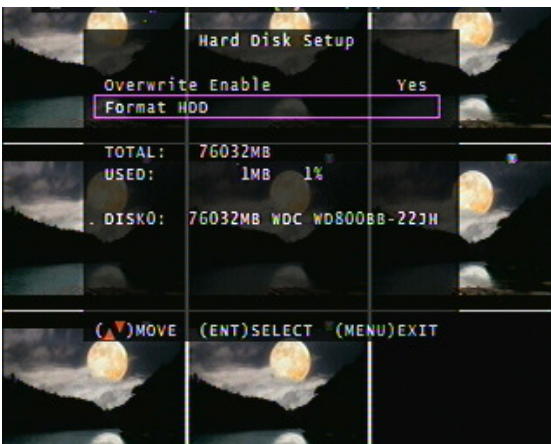 Hard Disk Setup
Overwrite Enable Yes
Format HDD
TOTAL: 76032MB
USED: 1MB 1%
DISK0: 76032MB WDC WD800BB-22JH
(▲▼)MOVE (ENT)SELECT (MENU)EXIT